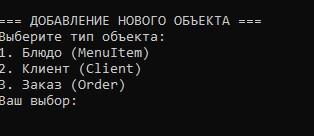 === ДОБАВЛЕНИЕ НОВОГО ОБЪЕКТА ===
Выберите тип объекта:
1. Блюдо (MenuItem)
2. Клиент (Client)
3. Заказ (Order)
Ваш выбор: